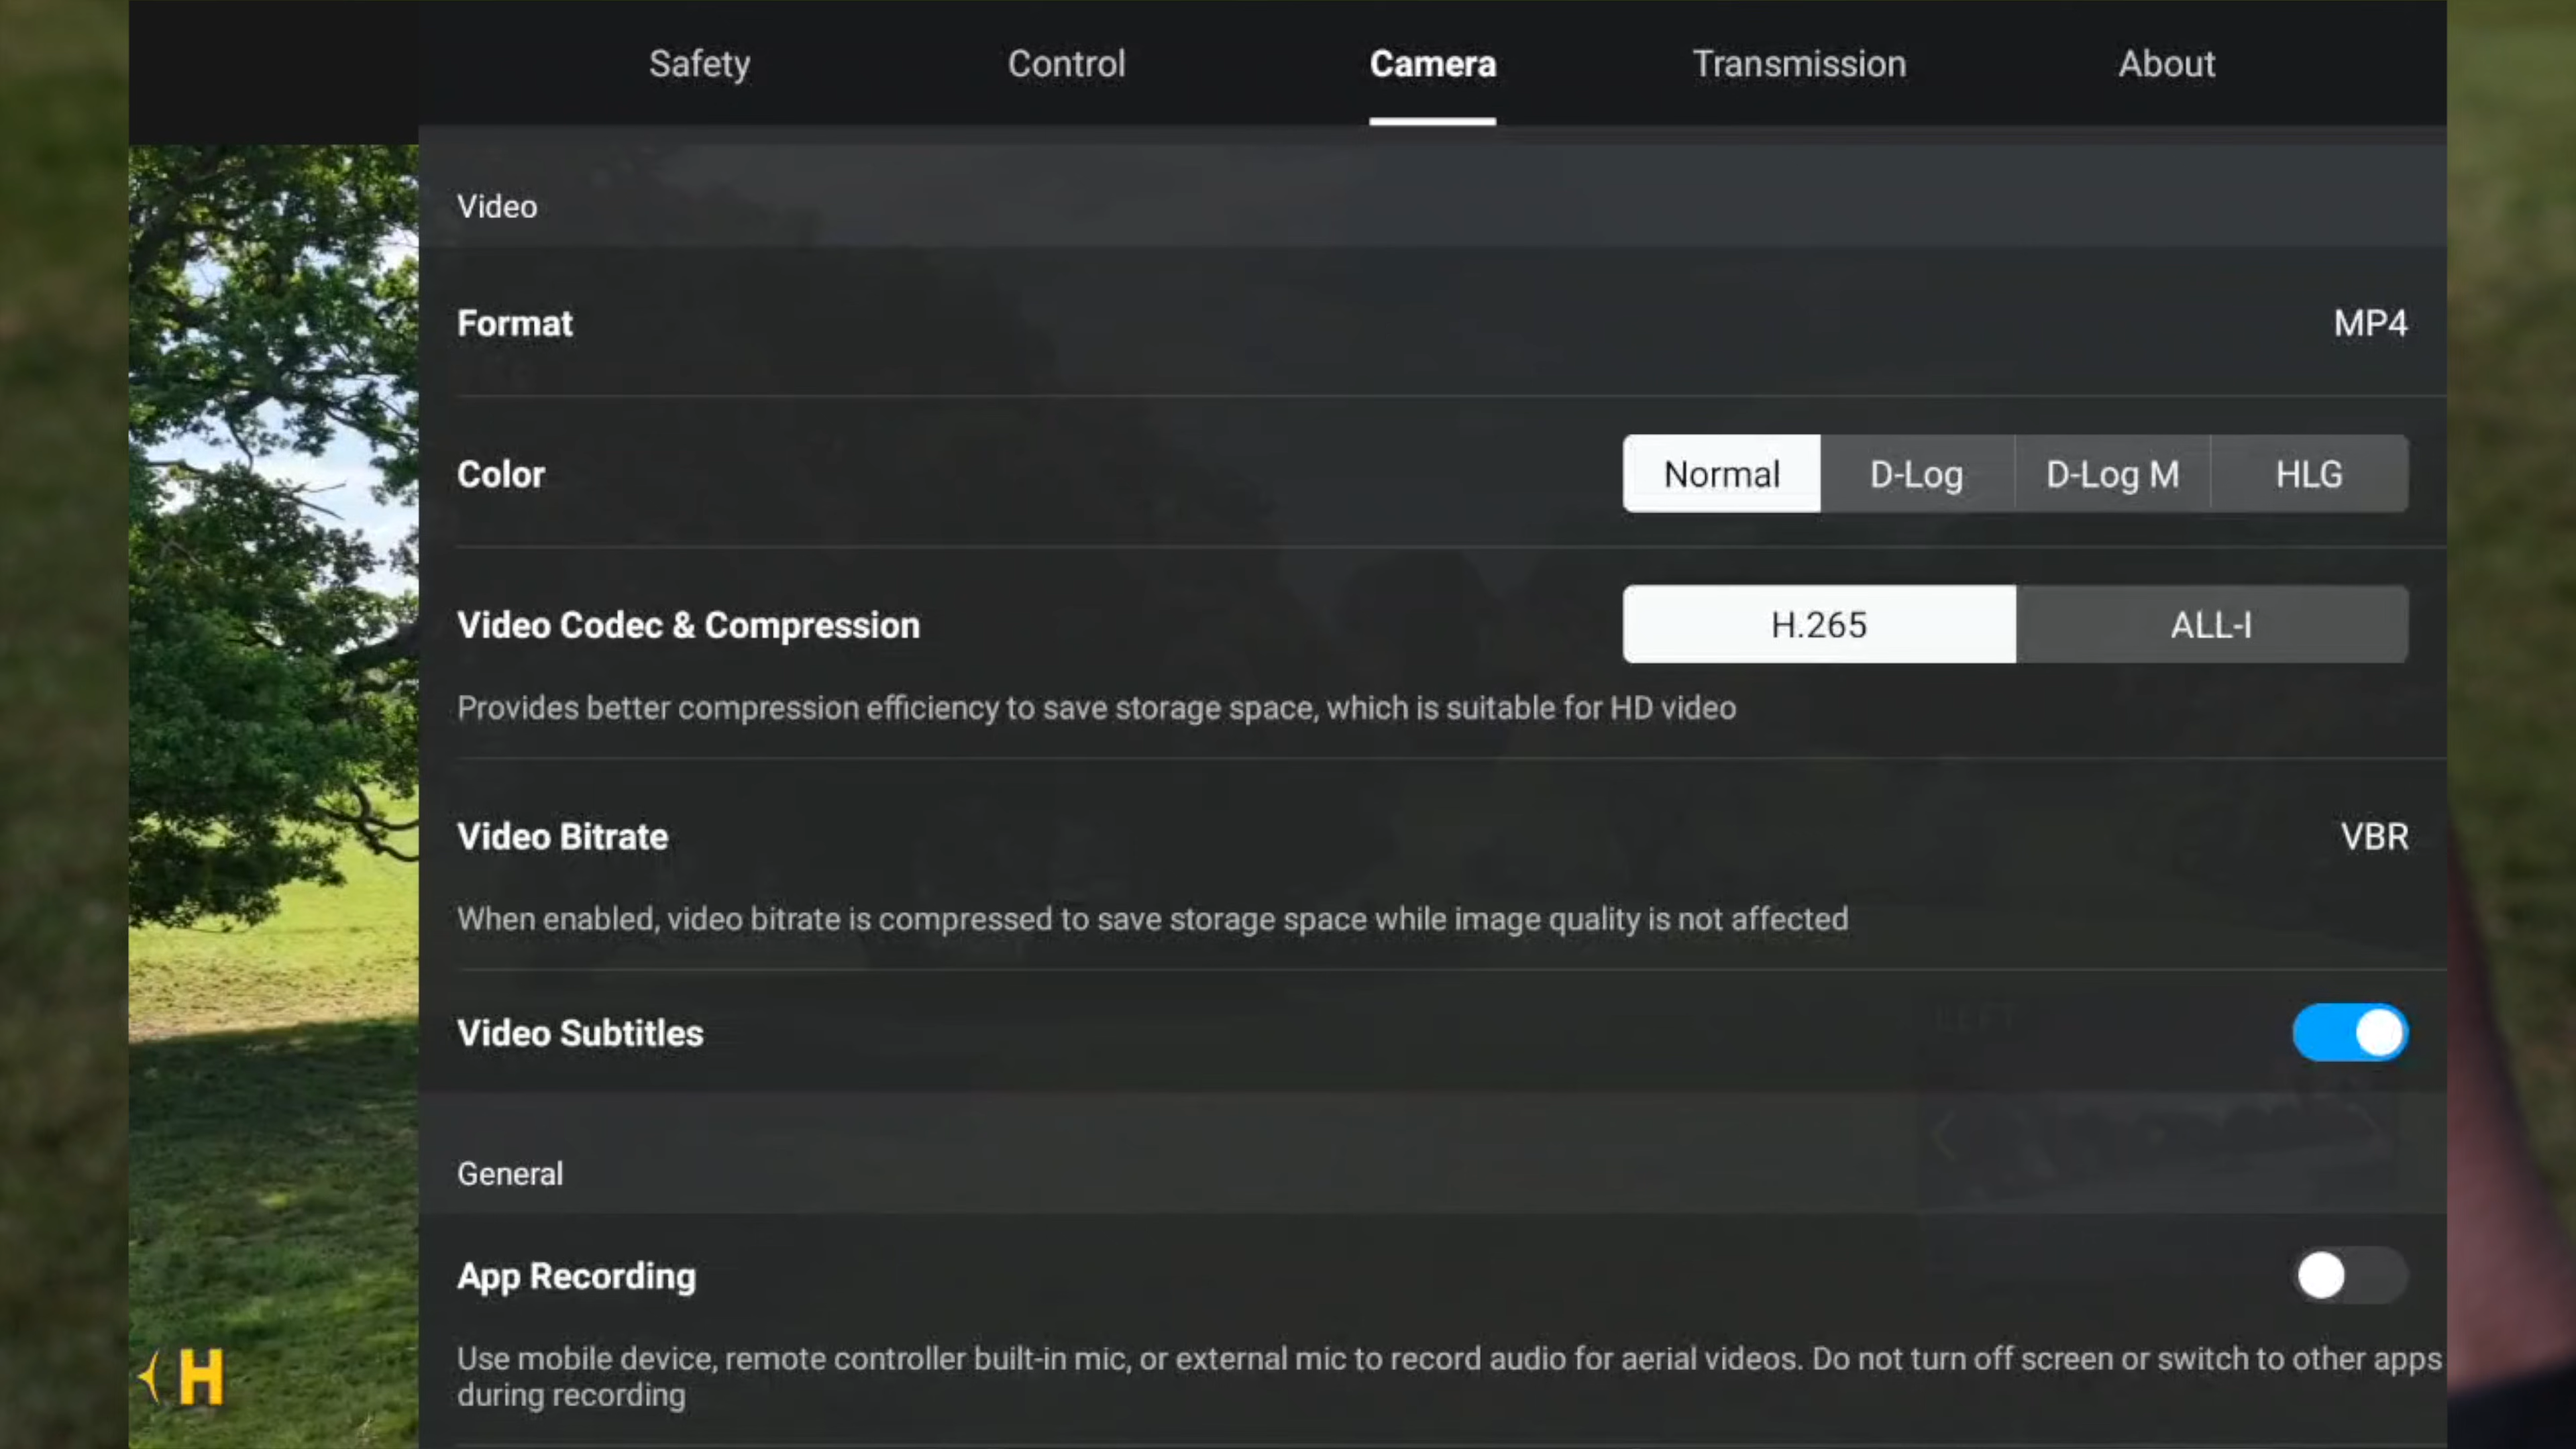 Safety Control Camera Transmission About
Video
Format MP4
Color Normal D-Log D-Log M HLG
Video Codec & Compression H.265 ALL-I
Provides better compression efficiency to save storage space, which is suitable for HD video
Video Bitrate VBR
When enabled, video bitrate is compressed to save storage space while image quality is not affected
Video Subtitles
LEFT
General
App Recording
Use mobile device, remote controller built-in mic, or external mic to record audio for aerial videos. Do not turn off screen or switch to other apps
during recording
H